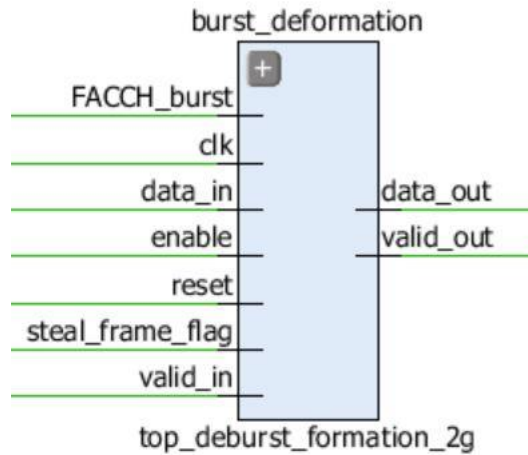 burst_deformation
+
FACCH_burst
clk
data_in
enable
reset
steal_frame_flag
valid_in
data_out
valid_out
top_deburst_formation_2g